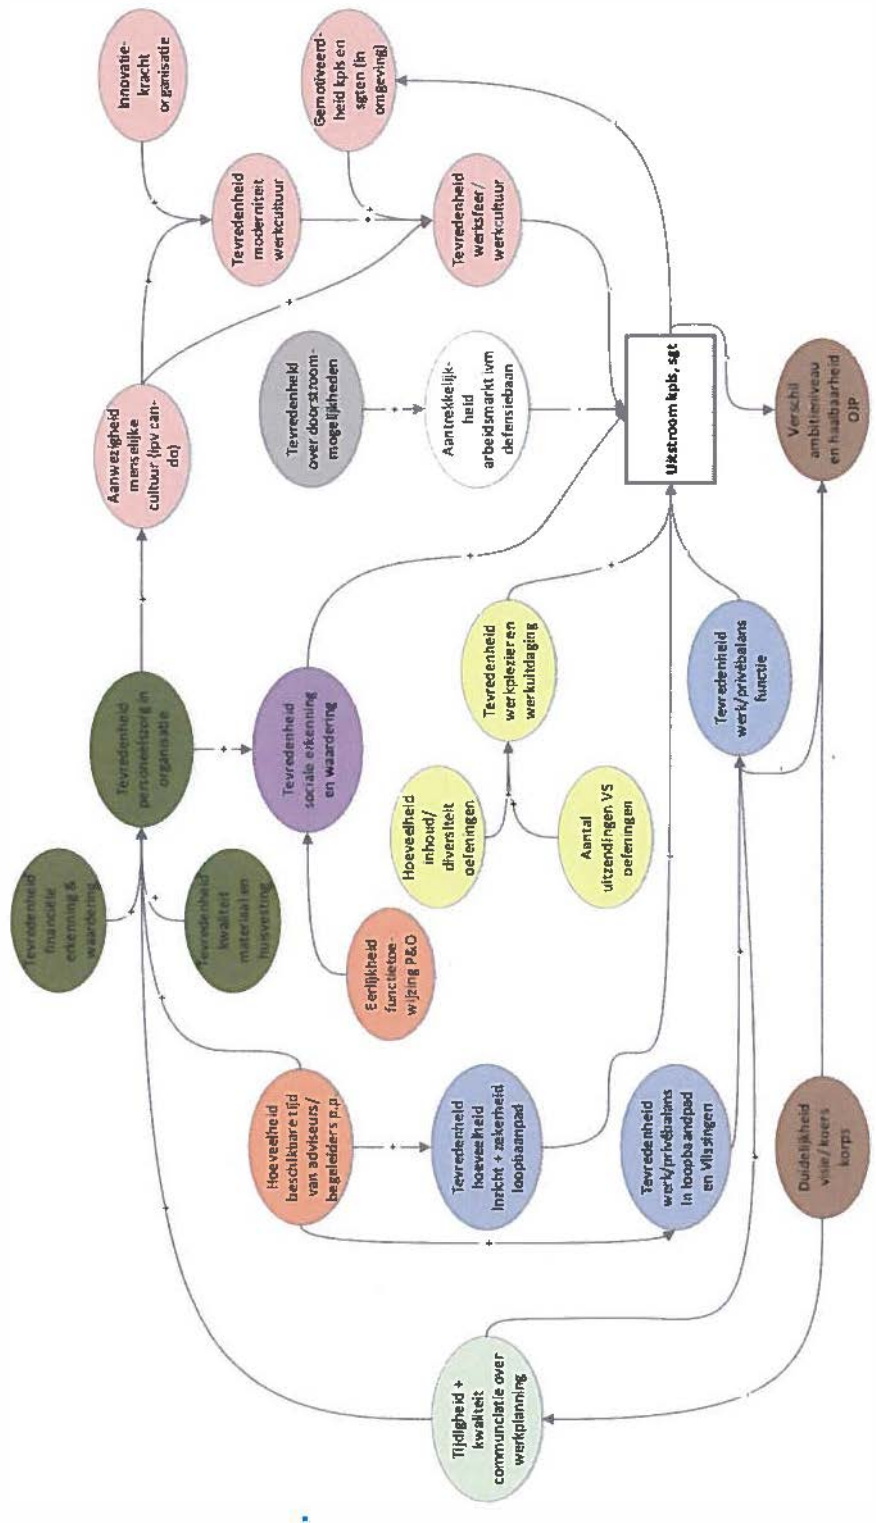 Tevredenheid
financiële
erkenning &
waardering
Tevredenheid
personeelszorg in
organisatie
Aanwezigheid
menselijke
cultuur (ipv can-
do)
Innovatie-
kracht
organisatie
Tevredenheid
kwaliteit
materiaal en
huisvesting
Tevredenheid
moderniteit
werkcultuur
Hoeveelheid
beschikbare tijd
van adviseurs/
begeleiders p.p.
Tevredenheid
sociale erkenning
en waardering
Tevredenheid
over doorstroom-
mogelijkheden
Gemotiveerd-
heid kpls en
sgten (in
omgeving)
Eerlijkheid
functietoe-
wijzing P&O
Hoeveelheid
inhoud/
diversiteit
oefeningen
Tijdigheid +
kwaliteit
communciatie over
werkplanning
Tevredenheid
hoeveelheid
inzicht + zekerheid
loopbaanpad
Tevredenheid
werkplezier en
werkuitdaging
Aantrekkelijk-
heid
arbeidsmarkt ivm
defensiebaan
Tevredenheid
werksfeer/
werkcultuur
Aantal
uitzendingen VS
oefeningen
Tevredenheid
werk/privébalans
in loopbaandpad
en Vlissingen
Uitstroom kpls, sgt
Tevredenheid
werk/privébalans
functie
Duidelijkheid
visie/koers
korps
Verschil
ambitieniveau
en haalbaarheid
OJP